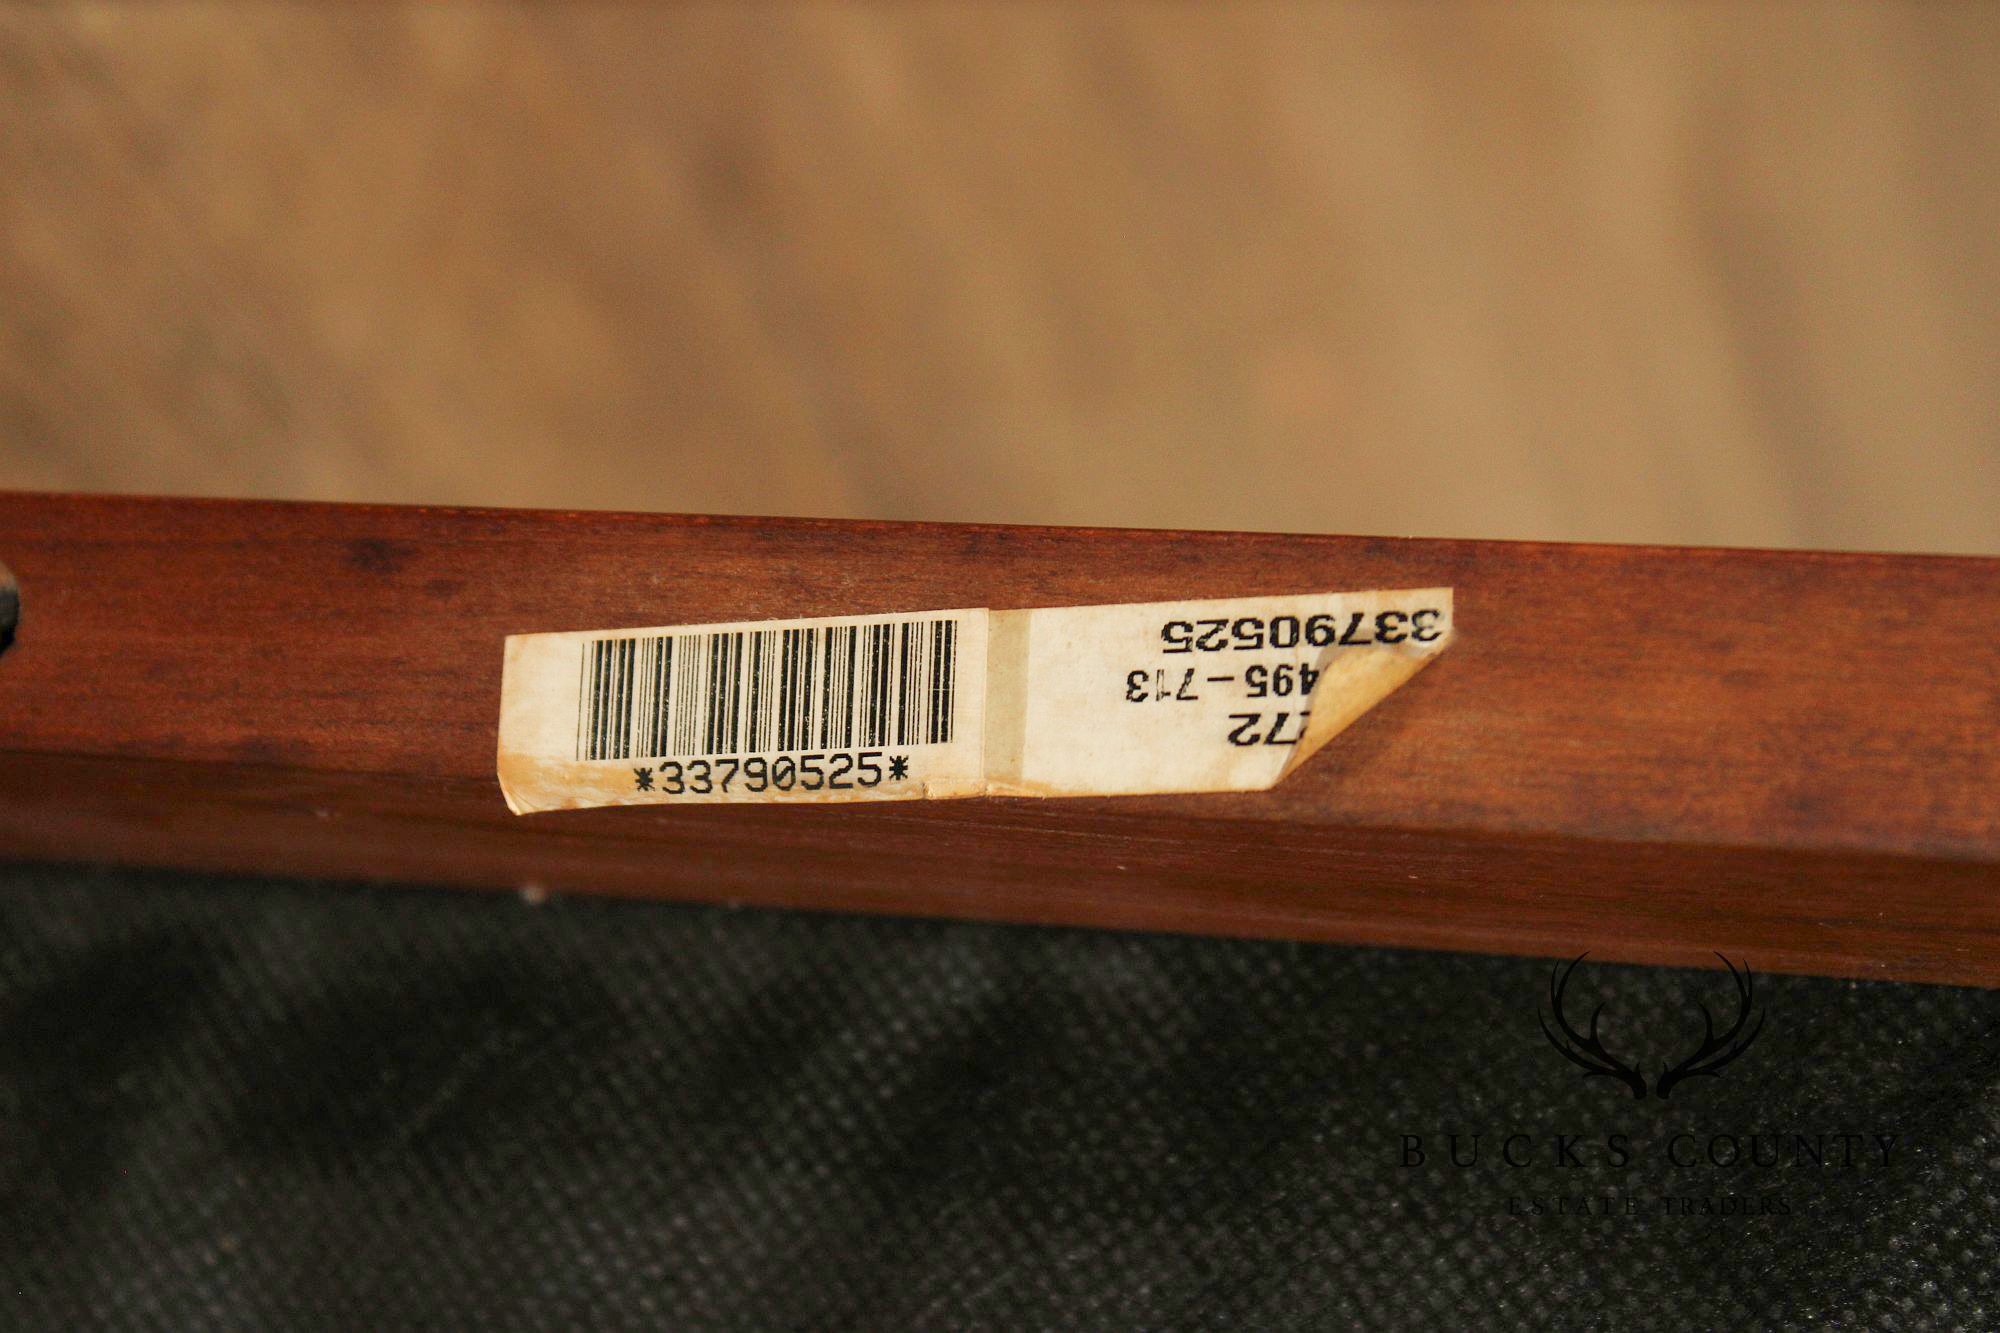 *33790525*
33790525
495-713
72
BUCKS COUNTY
ESTATE TRADERS